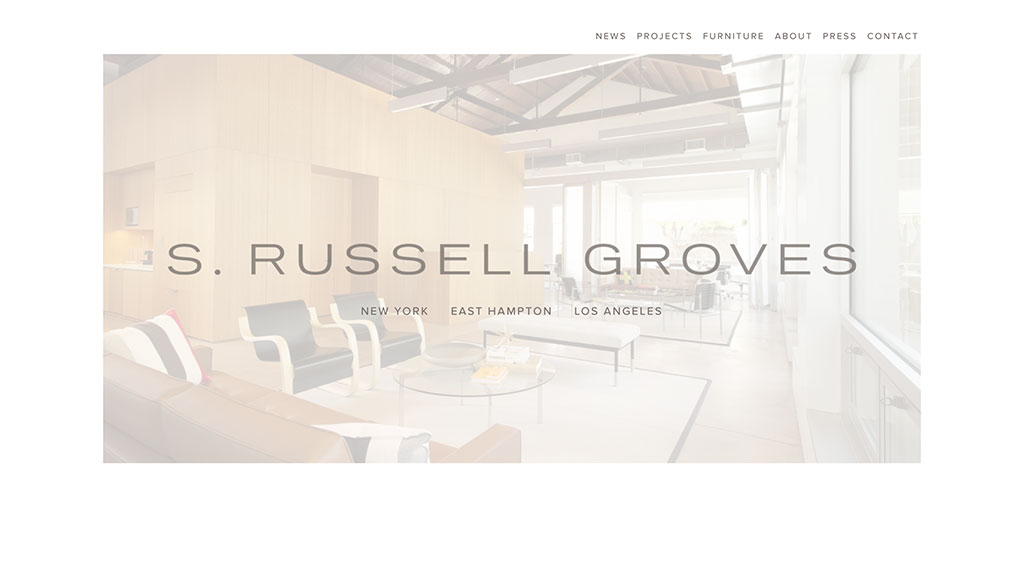 NEWS PROJECTS FURNITURE ABOUT PRESS CONTACT
S. RUSSELL GROVES
NEW YORK EAST HAMPTON LOS ANGELES